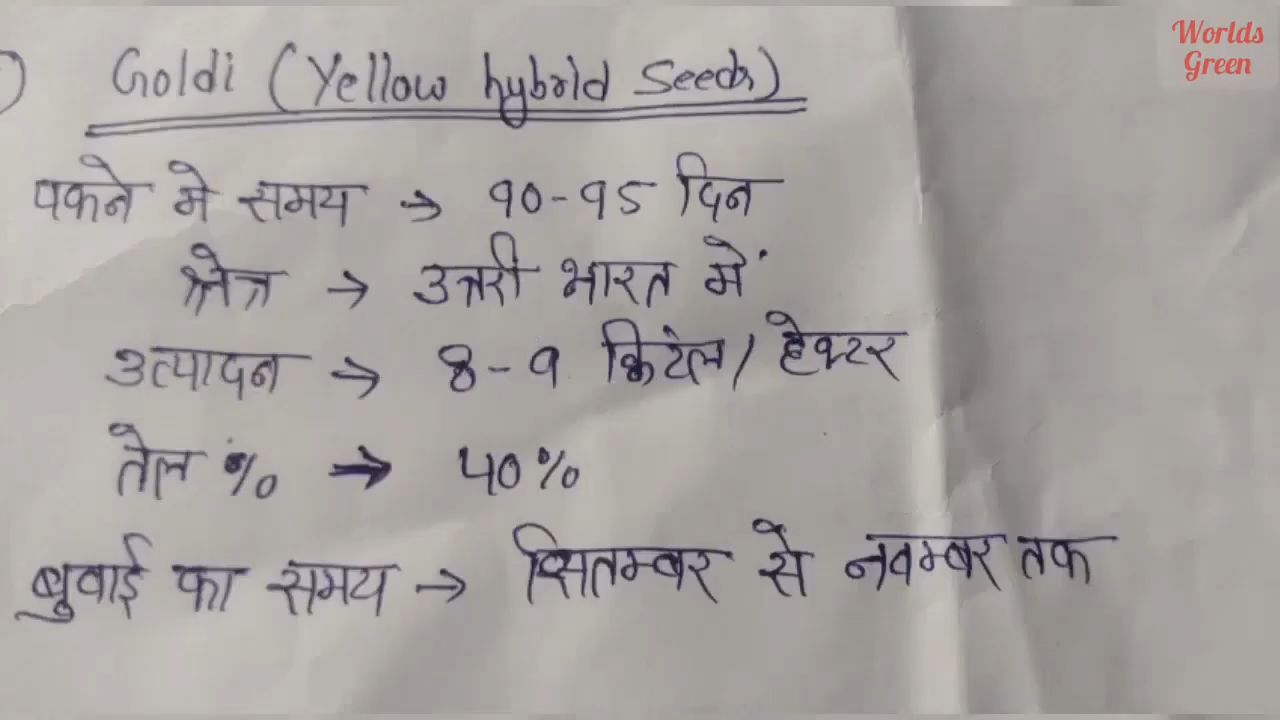 Worlds
Green
Goldi (Yellow hybrid Seeds)
पकने मे समय → 90-95 दिन
क्षेत्र → उत्तरी भारत में
उत्पादन → 8-9 क्विंटल/हेक्टर
तेल % → 40%
बुवाई का समय → सितम्बर से नवम्बर तक